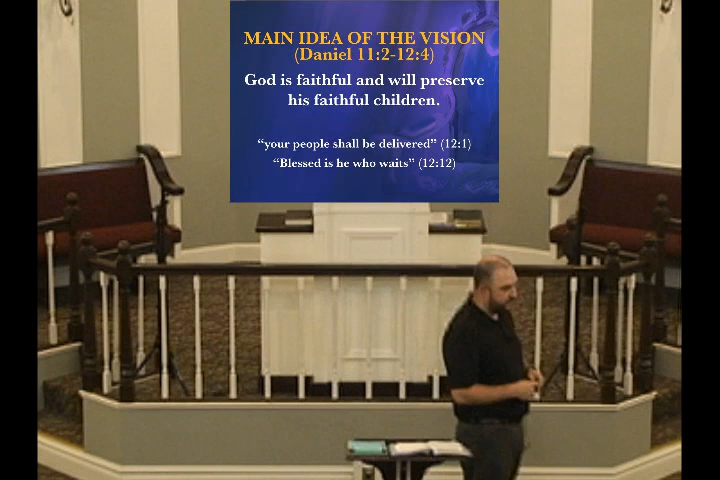 MAIN IDEA OF THE VISION
(Daniel 11:2-12:4)
God is faithful and will preserve
his faithful children.
“your people shall be delivered” (12:1)
“Blessed is he who waits” (12:12)